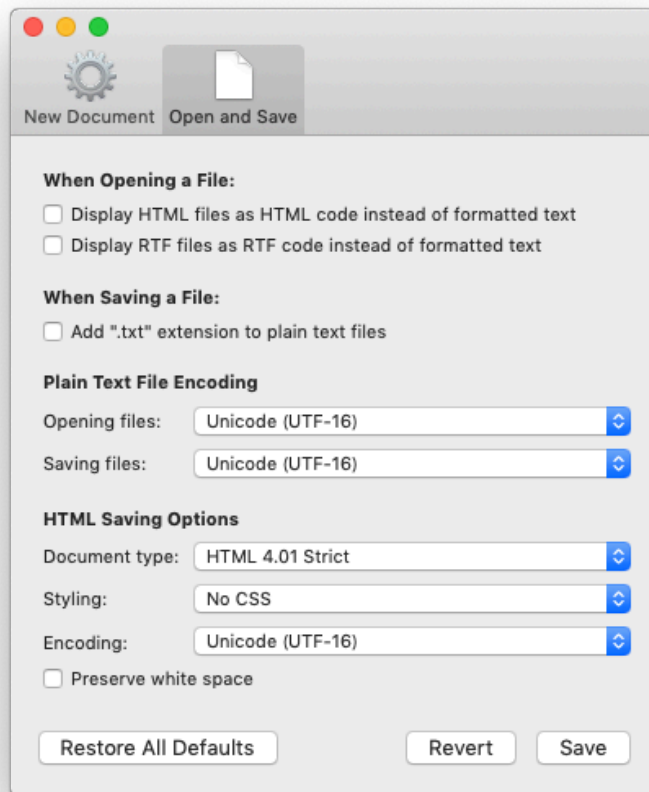 New Document Open and Save
When Opening a File:
Display HTML files as HTML code instead of formatted text
Display RTF files as RTF code instead of formatted text
When Saving a File:
Add ".txt" extension to plain text files
Plain Text File Encoding
Opening files: Unicode (UTF-16)
Saving files: Unicode (UTF-16)
HTML Saving Options
Document type: HTML 4.01 Strict
Styling: No CSS
Encoding: Unicode (UTF-16)
Preserve white space
Restore All Defaults Revert Save